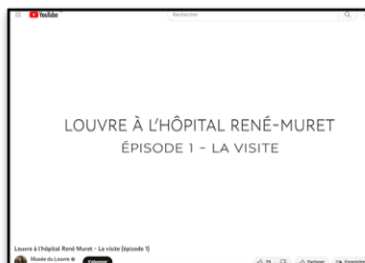 YouTube
Rechercher
LOUVRE À L'HÔPITAL RENÉ-MURET
ÉPISODE 1 - LA VISITE
Louvre à l'hôpital René Muret - La visite (épisode 1)
Musée du Louvre
S'abonner
Partager